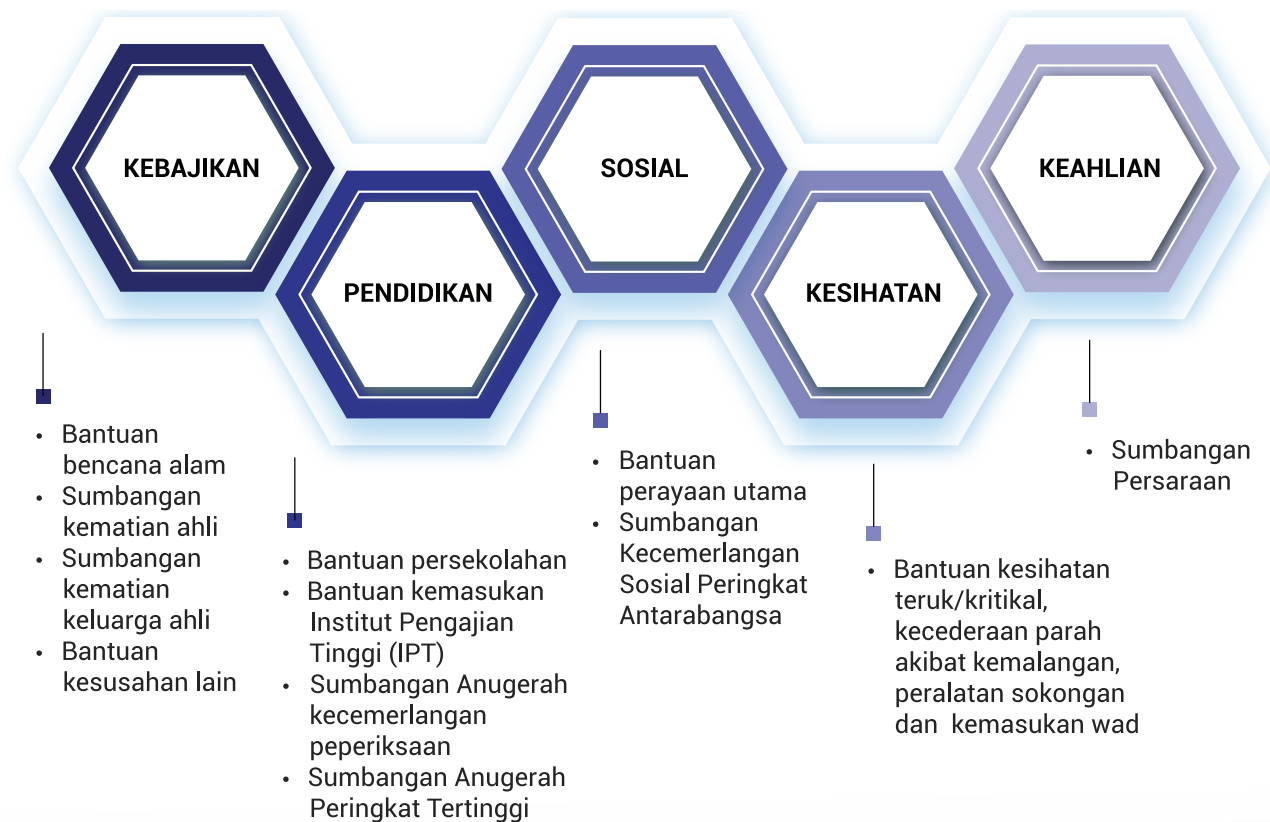 KEBAJIKAN
• Bantuan
bencana alam
• Sumbangan
kematian ahli
• Sumbangan
kematian
keluarga ahli
• Bantuan
kesusahan lain
PENDIDIKAN
• Bantuan persekolahan
• Bantuan kemasukan
Institut Pengajian
Tinggi (IPT)
• Sumbangan Anugerah
kecemerlangan
peperiksaan
• Sumbangan Anugerah
Peringkat Tertinggi
SOSIAL
• Bantuan
perayaan utama
• Sumbangan
Kecemerlangan
Sosial Peringkat
Antarabangsa
KESIHATAN
• Bantuan kesihatan
teruk/kritikal,
kecederaan parah
akibat kemalangan,
peralatan sokongan
dan kemasukan wad
KEAHLIAN
• Sumbangan
Persaraan